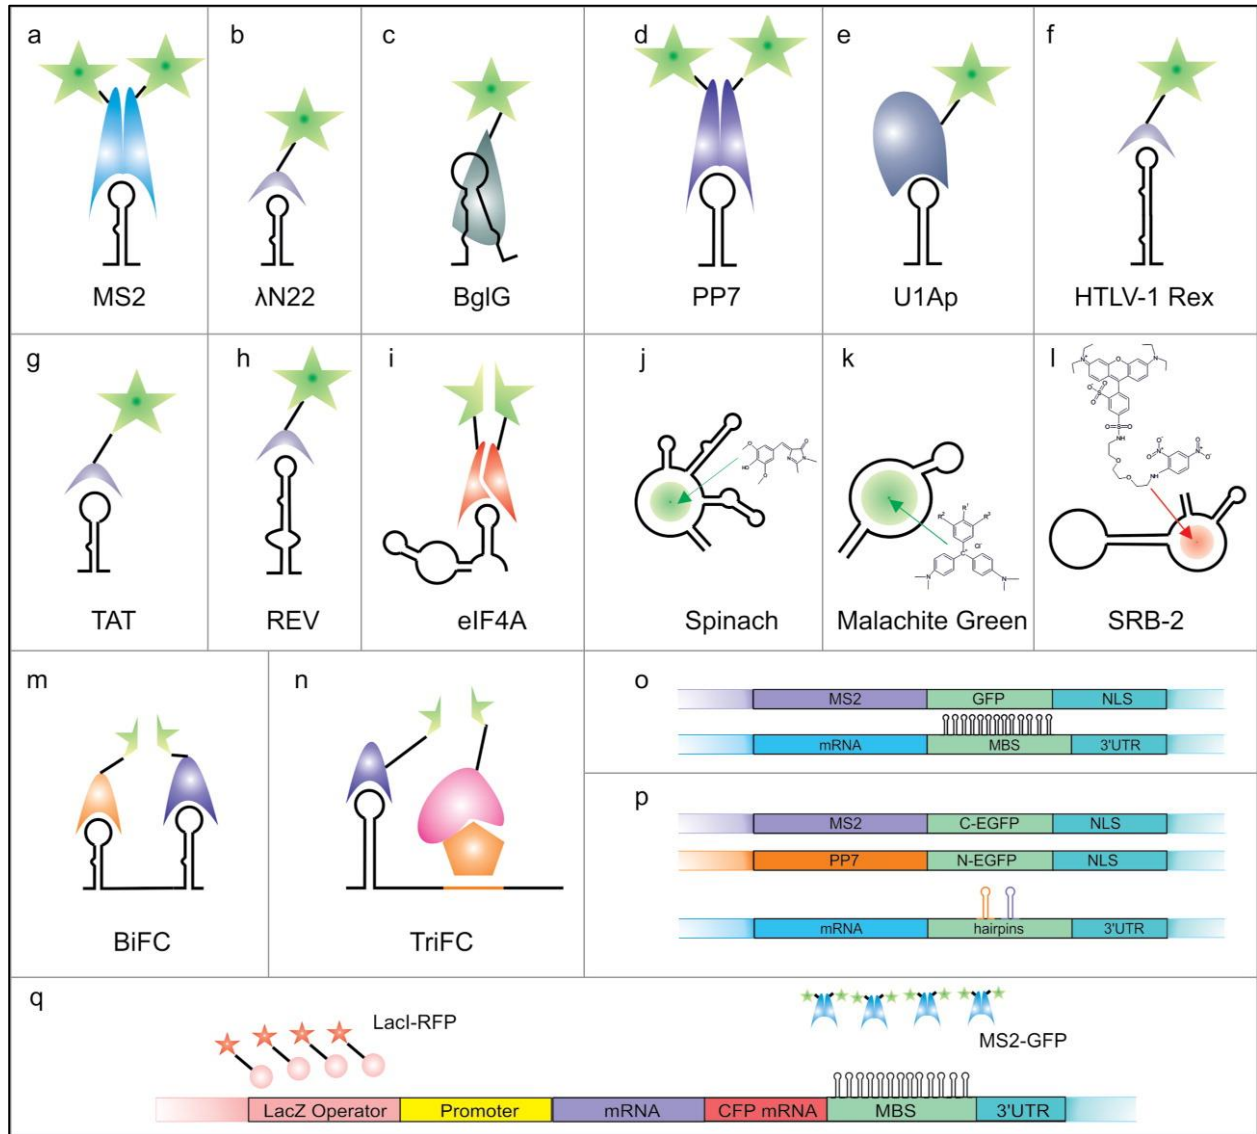 a
b
c
d
e
f
MS2
λN22
BglG
PP7
U1Ap
HTLV-1 Rex
g
h
i
j
k
l
TAT
REV
eIF4A
Spinach
Malachite Green
SRB-2
m
n
o
MS2 GFP NLS
mRNA MBS 3'UTR
BiFC
TriFC
p
MS2 C-EGFP NLS
PP7 N-EGFP NLS
mRNA hairpins 3'UTR
q
LacI-RFP
MS2-GFP
LacZ Operator Promoter mRNA CFP mRNA MBS 3'UTR